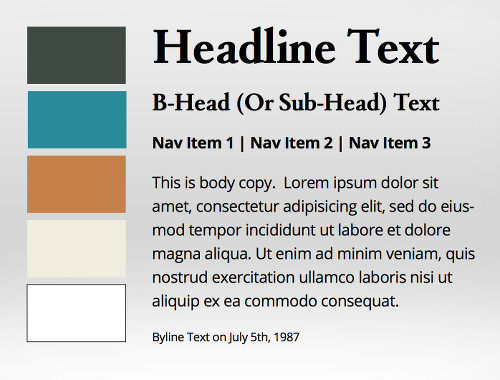 Headline Text
B-Head (Or Sub-Head) Text
Nav Item 1 | Nav Item 2 | Nav Item 3
This is body copy.  Lorem ipsum dolor sit
amet, consectetur adipisicing elit, sed do eius-
mod tempor incididunt ut labore et dolore
magna aliqua. Ut enim ad minim veniam, quis
nostrud exercitation ullamco laboris nisi ut
aliquip ex ea commodo consequat.
Byline Text on July 5th, 1987